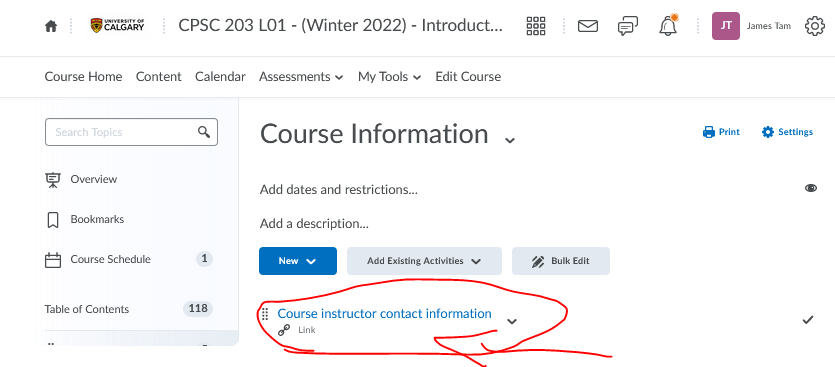 UNIVERSITY OF
CALGARY
CPSC 203 L01 - (Winter 2022) - Introduct...
JT
James Tam
Course Home Content Calendar Assessments My Tools Edit Course
Search Topics
Overview
Bookmarks
Course Schedule 1
Table of Contents 118
Course Information
Print
Settings
Add dates and restrictions...
Add a description...
New
Add Existing Activities
Bulk Edit
Course instructor contact information
Link